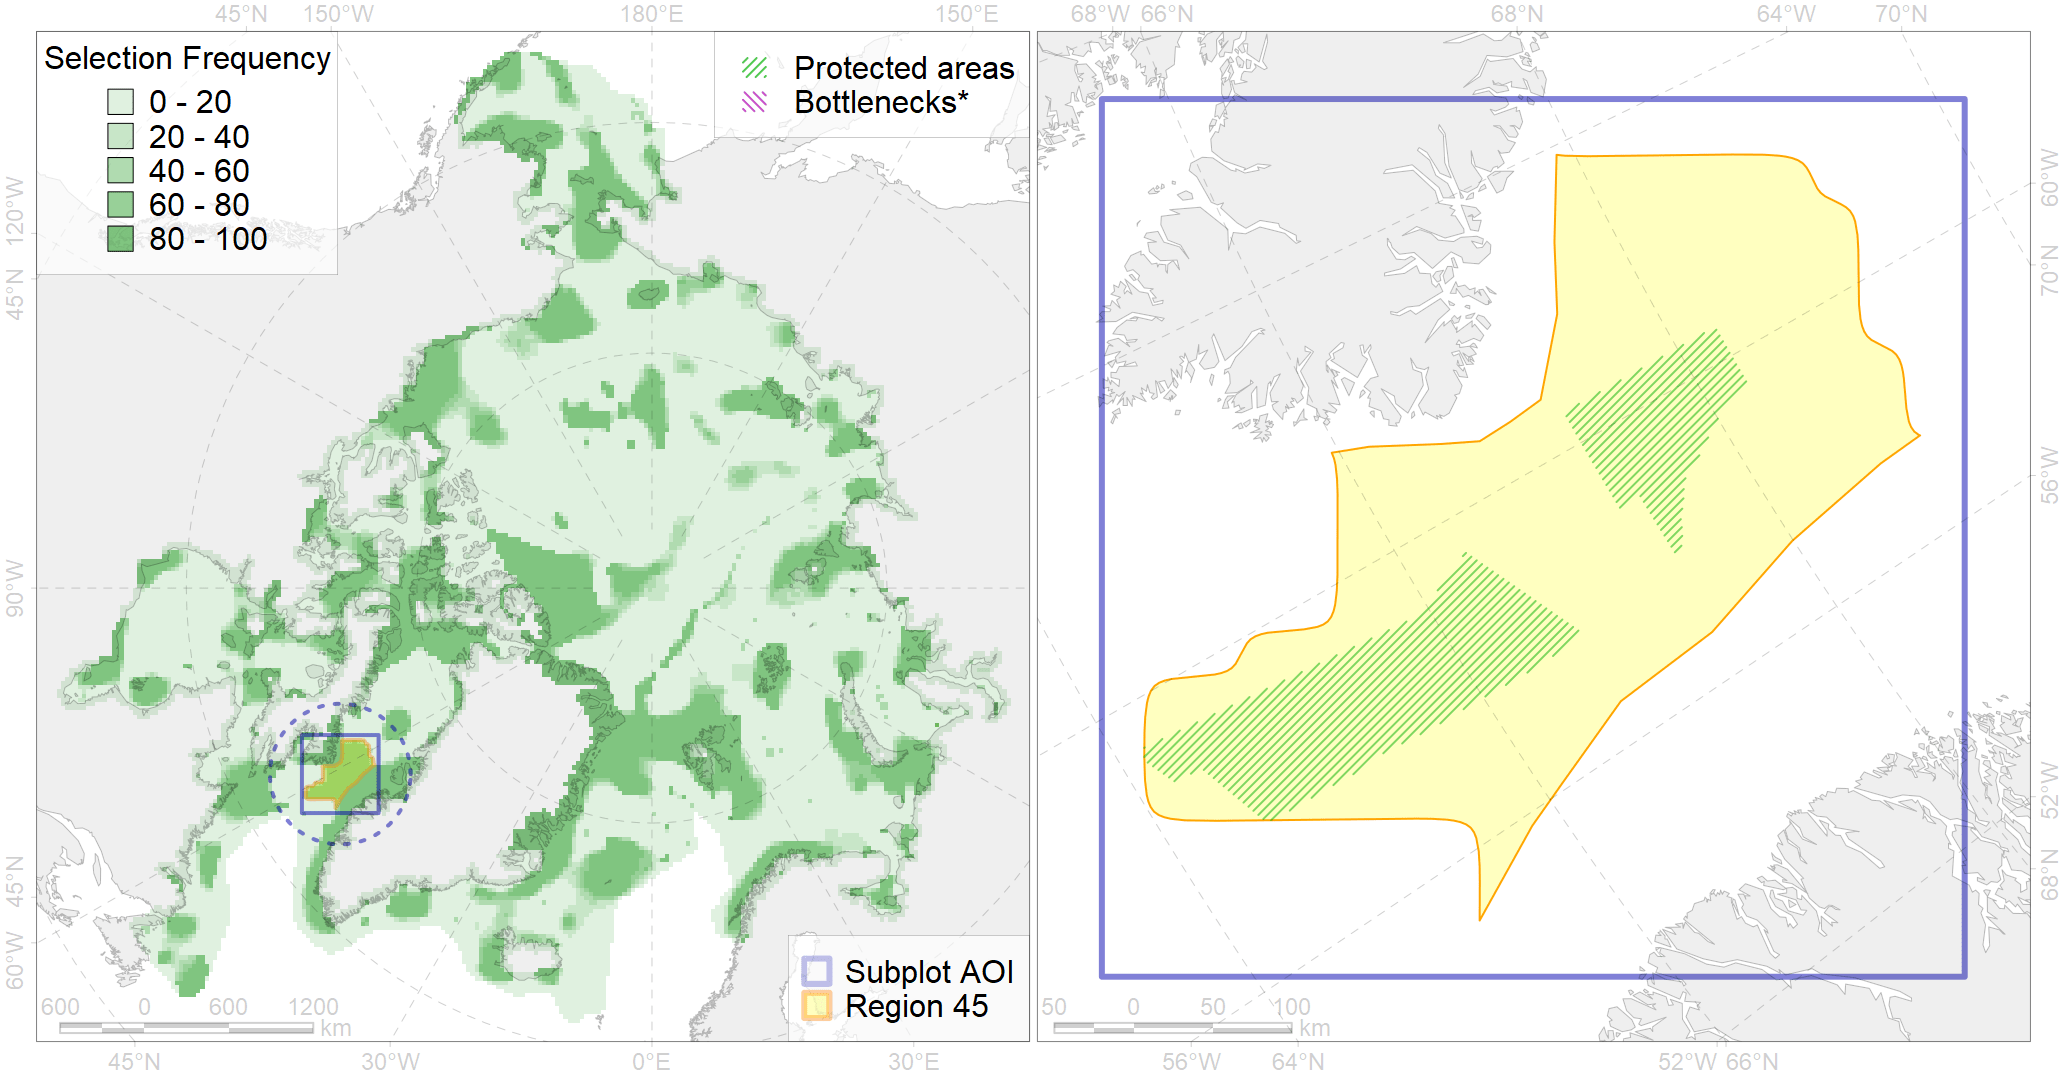 45°N 150°W 180°E 150°E 68°W 66°N 68°N 64°W 70°N
Selection Frequency
0 - 20
20 - 40
40 - 60
60 - 80
80 - 100
Protected areas
Bottlenecks*
120°W
45°N
90°W
45°N
60°W
60°W
70°N
56°W
52°W
68°N
Subplot AOI
Region 45
600 0 600 1200
km
50 0 50 100
km
45°N 30°W 0°E 30°E 56°W 64°N 52°W 66°N